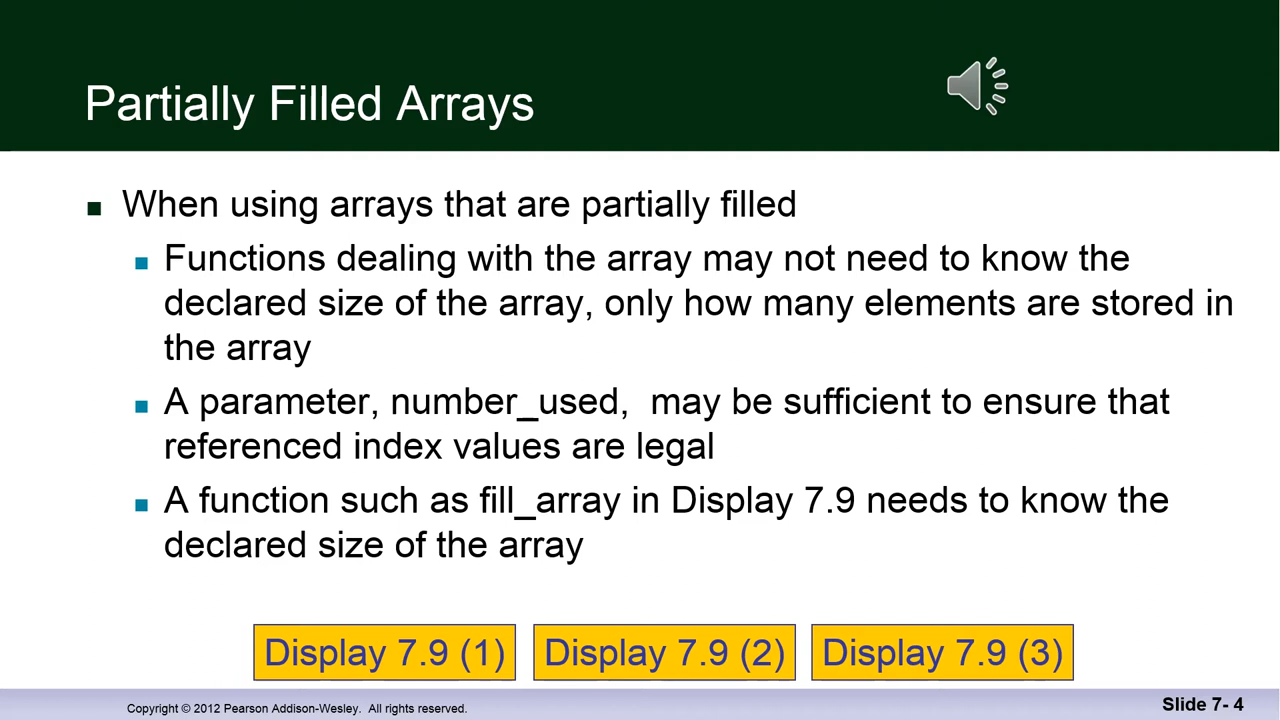 Partially Filled Arrays
When using arrays that are partially filled
Functions dealing with the array may not need to know the
declared size of the array, only how many elements are stored in
the array
A parameter, number_used, may be sufficient to ensure that
referenced index values are legal
A function such as fill_array in Display 7.9 needs to know the
declared size of the array
Display 7.9 (1) Display 7.9 (2) Display 7.9 (3)
Copyright © 2012 Pearson Addison-Wesley. All rights reserved.
Slide 7- 4